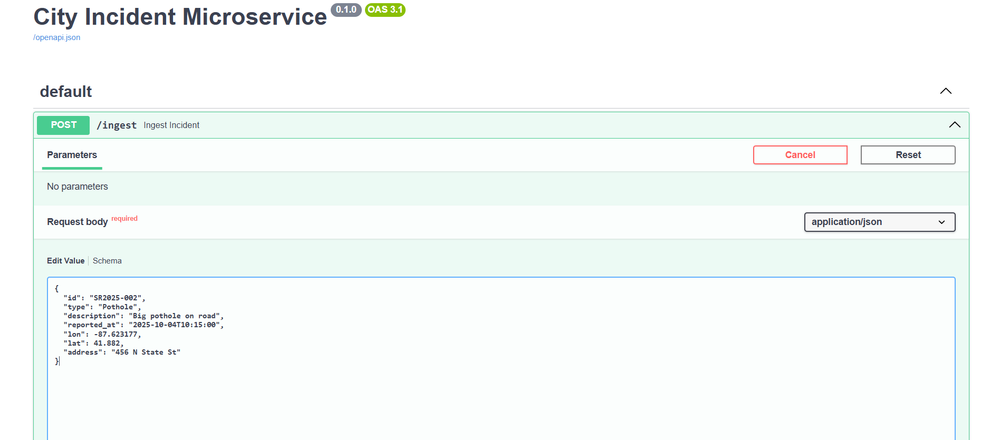 City Incident Microservice 0.1.0 OAS 3.1
/openapi.json
default
POST /ingest Ingest Incident
Parameters Cancel Reset
No parameters
Request body required application/json
Edit Value Schema
{
  "id": "SR2025-002",
  "type": "Pothole",
  "description": "Big pothole on road",
  "reported_at": "2025-10-04T10:15:00",
  "lon": -87.623177,
  "lat": 41.882,
  "address": "456 N State St"
}